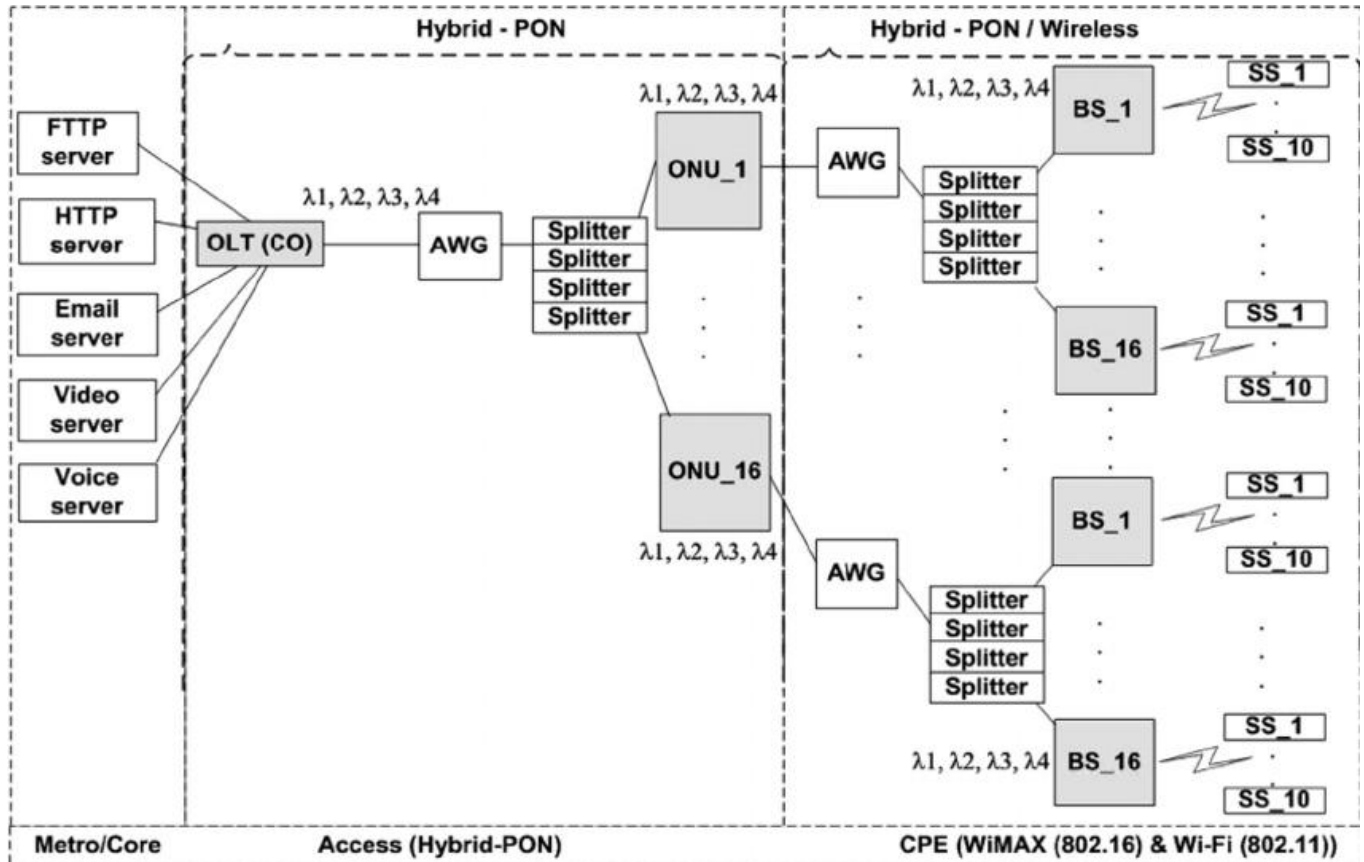 Hybrid - PON
Hybrid - PON / Wireless
FTTP
server
HTTP
server
Email
server
Video
server
Voice
server
OLT (CO)
λ1, λ2, λ3, λ4
AWG
Splitter
Splitter
Splitter
Splitter
λ1, λ2, λ3, λ4
ONU_1
ONU_16
λ1, λ2, λ3, λ4
AWG
Splitter
Splitter
Splitter
Splitter
λ1, λ2, λ3, λ4
BS_1
SS_1
SS_10
BS_16
SS_1
SS_10
AWG
Splitter
Splitter
Splitter
Splitter
BS_1
SS_1
SS_10
λ1, λ2, λ3, λ4
BS_16
SS_1
SS_10
Metro/Core
Access (Hybrid-PON)
CPE (WiMAX (802.16) & Wi-Fi (802.11))